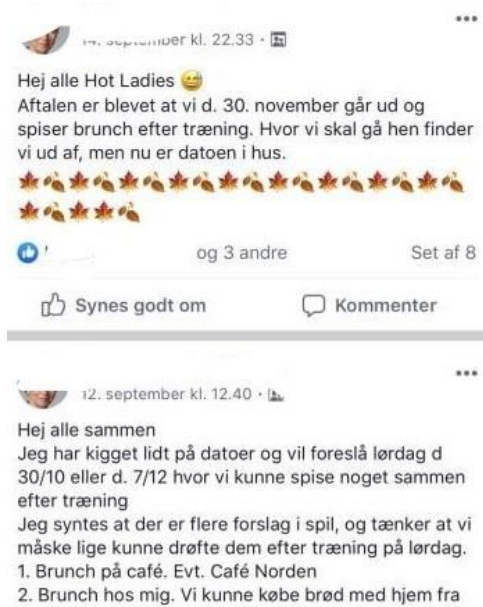 kl. 22.33
Hej alle Hot Ladies 😅
Aftalen er blevet at vi d. 30. november går ud og
spiser brunch efter træning. Hvor vi skal gå hen finder
vi ud af, men nu er datoen i hus.
🍁🍂🍁🍂🍁🍂🍁🍂🍁🍂🍁🍂🍁🍂🍁🍂🍁🍂
🍁🍂🍁🍁🍂
og 3 andre Set af 8
Synes godt om Kommenter
12. september kl. 12.40
Hej alle sammen
Jeg har kigget lidt på datoer og vil foreslå lørdag d
30/10 eller d. 7/12 hvor vi kunne spise noget sammen
efter træning
Jeg syntes at der er flere forslag i spil, og tænker at vi
måske lige kunne drøfte dem efter træning på lørdag.
1. Brunch på café. Evt. Café Norden
2. Brunch hos mig. Vi kunne købe brød med hjem fra